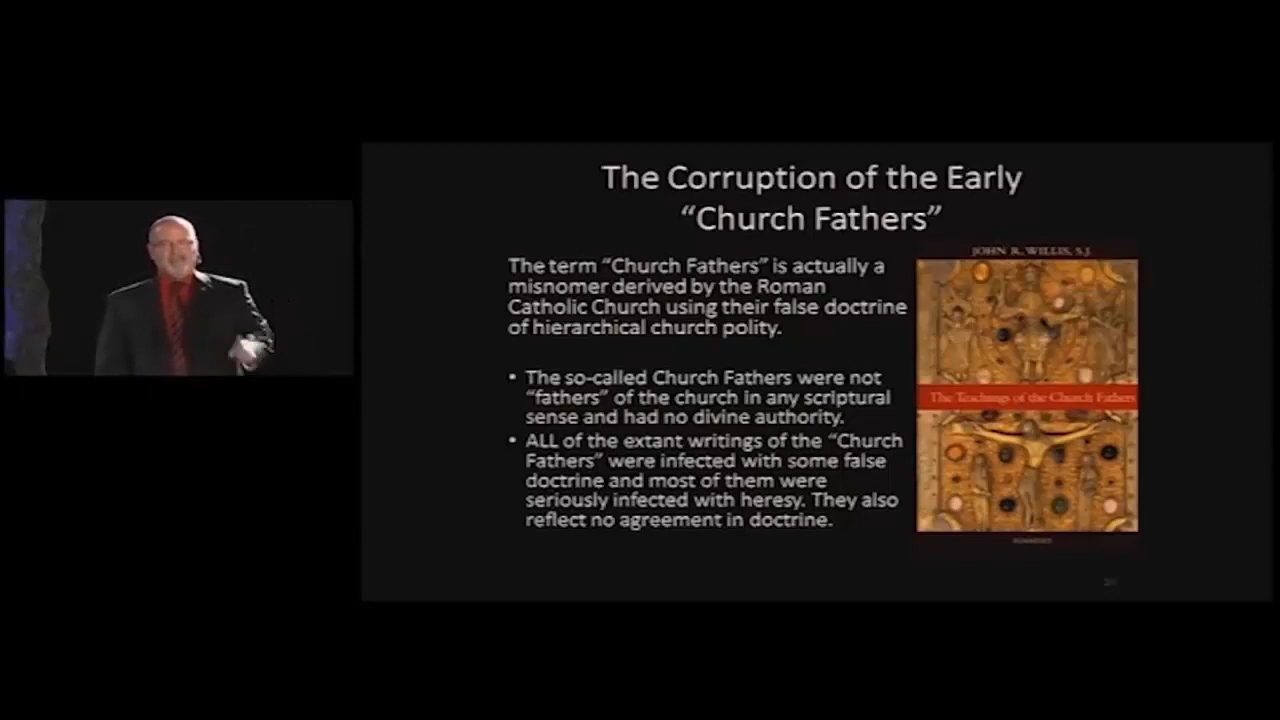 The Corruption of the Early
“Church Fathers”
The term “Church Fathers” is actually a
misnomer derived by the Roman
Catholic Church using their false doctrine
of hierarchical church polity.
• The so-called Church Fathers were not
“fathers” of the church in any scriptural
sense and had no divine authority.
• ALL of the extant writings of the “Church
Fathers” were infected with some false
doctrine and most of them were
seriously infected with heresy. They also
reflect no agreement in doctrine.
JOHN R. WILLIS, S.J.
The Teachings of the Church Fathers